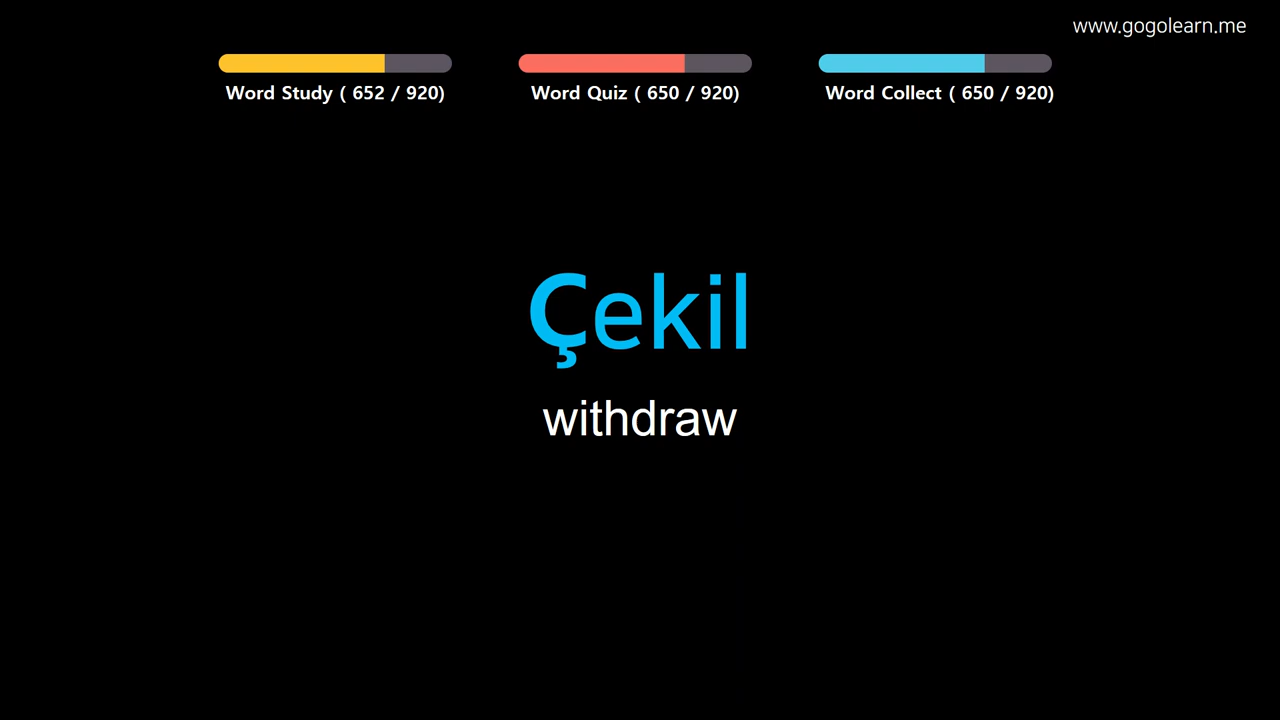 www.gogolearn.me
Word Study ( 652 / 920)
Word Quiz ( 650 / 920)
Word Collect ( 650 / 920)
Çekil
withdraw